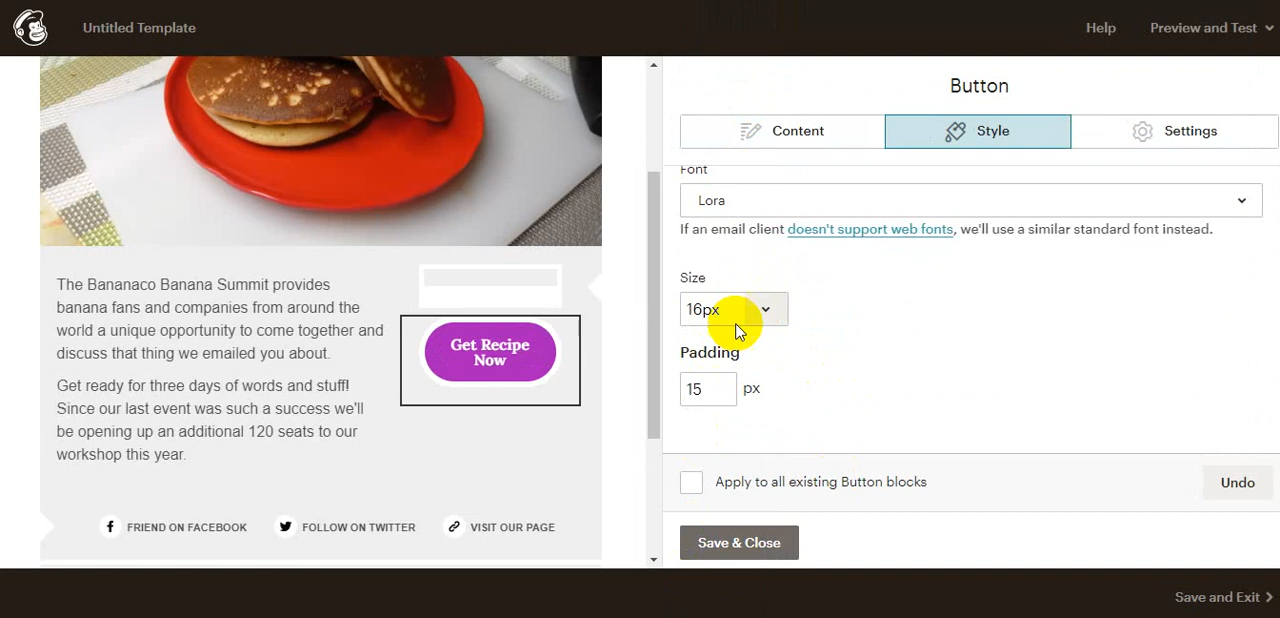 Untitled Template
Help
Preview and Test
The Bananaco Banana Summit provides
banana fans and companies from around the
world a unique opportunity to come together and
discuss that thing we emailed you about.
Get ready for three days of words and stuff!
Since our last event was such a success we'll
be opening up an additional 120 seats to our
workshop this year.
Get Recipe
Now
FRIEND ON FACEBOOK
FOLLOW ON TWITTER
VISIT OUR PAGE
Button
Content
Style
Settings
Font
Lora
If an email client doesn't support web fonts, we'll use a similar standard font instead.
Size
16px
Padding
15 px
Apply to all existing Button blocks
Undo
Save & Close
Save and Exit